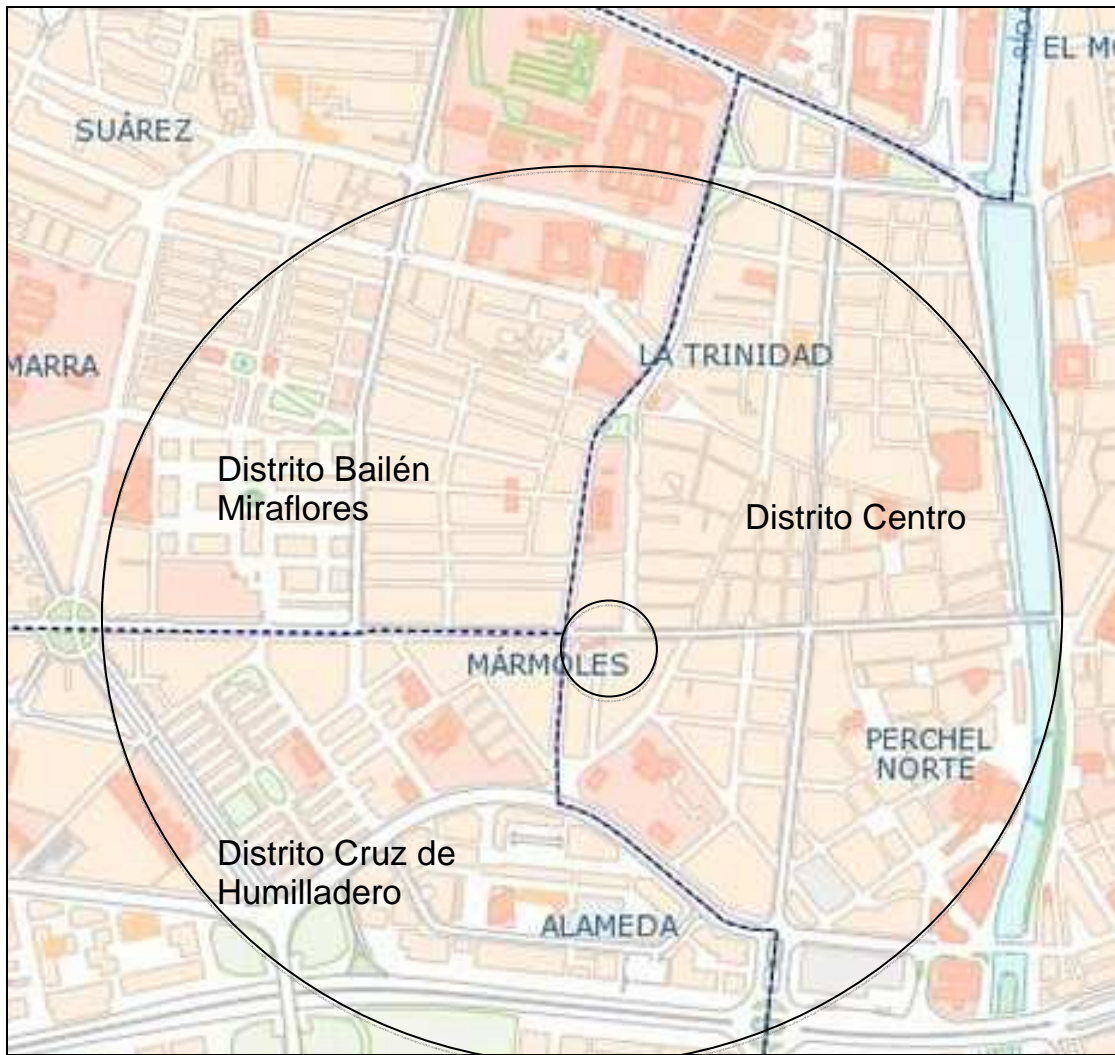 EL MO
SUÁREZ
LA TRINIDAD
MARRA
Distrito Bailén
Miraflores
Distrito Centro
MÁRMOLES
PERCHEL
NORTE
Distrito Cruz de
Humilladero
ALAMEDA